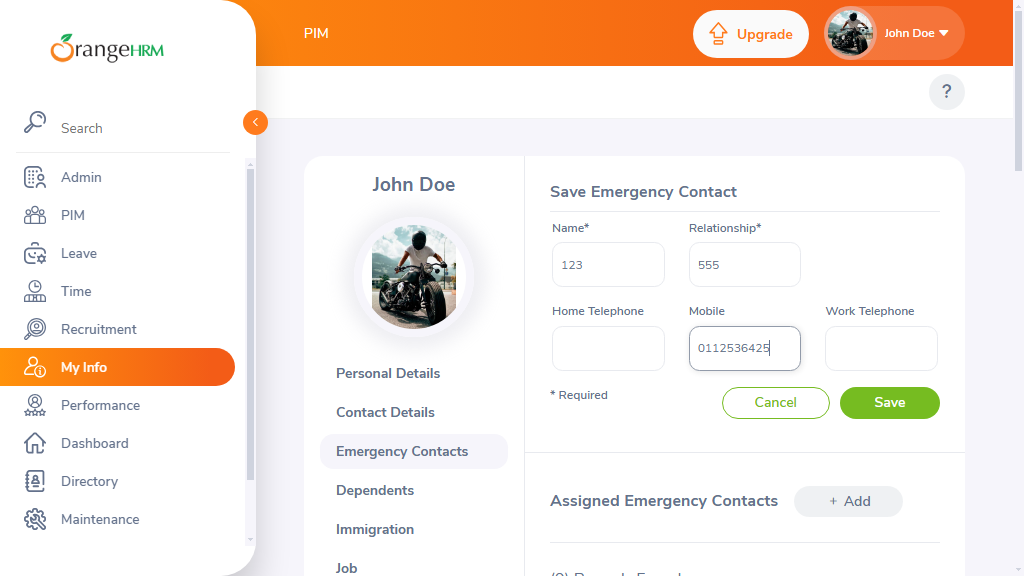 OrangeHRM
PIM
Upgrade
John Doe
?
Search
Admin
PIM
Leave
Time
Recruitment
My Info
Performance
Dashboard
Directory
Maintenance
John Doe
Personal Details
Contact Details
Emergency Contacts
Dependents
Immigration
Job
Save Emergency Contact
Name* Relationship*
123 555
Home Telephone Mobile Work Telephone
0112536425
* Required Cancel Save
Assigned Emergency Contacts + Add